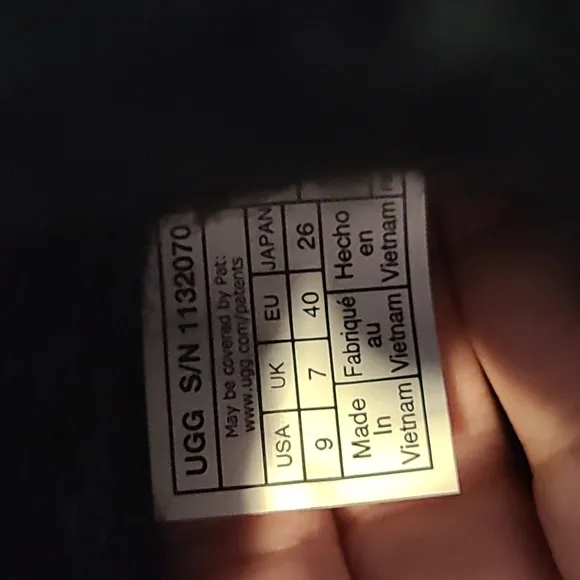 UGG S/N 1132070
May be covered by Pat:
www.ugg.com/patents
USA UK EU JAPAN
9 7 40 26
Made In Vietnam
Fabriqué au Vietnam
Hecho en Vietnam